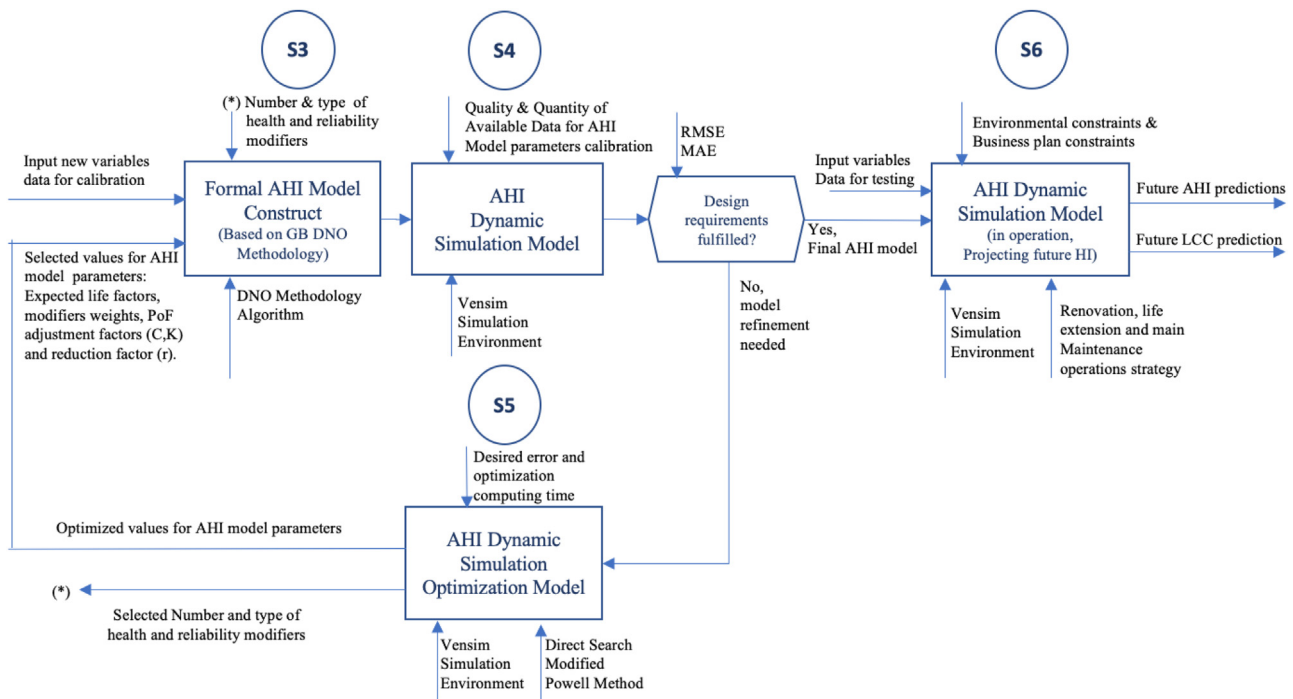 S3
S4
S6
(*) Number & type of
health and reliability
modifiers
Quality & Quantity of
Available Data for AHI
Model parameters calibration
RMSE
MAE
Environmental constraints &
Business plan constraints
Input new variables
data for calibration
Formal AHI Model
Construct
(Based on GB DNO
Methodology)
AHI
Dynamic
Simulation Model
Design
requirements
fulfilled?
Input variables
Data for testing
Yes,
Final AHI model
AHI Dynamic
Simulation Model
(in operation,
Projecting future HI)
Future AHI predictions
Future LCC prediction
Selected values for AHI
model parameters:
Expected life factors,
modifiers weights, PoF
adjustment factors (C,K)
and reduction factor (r).
DNO Methodology
Algorithm
Vensim
Simulation
Environment
No,
model
refinement
needed
Vensim
Simulation
Environment
Renovation, life
extension and main
Maintenance
operations strategy
S5
Desired error and
optimization
computing time
Optimized values for AHI model parameters
AHI Dynamic
Simulation
Optimization Model
(*)
Selected Number and type of
health and reliability modifiers
Vensim
Simulation
Environment
Direct Search
Modified
Powell Method